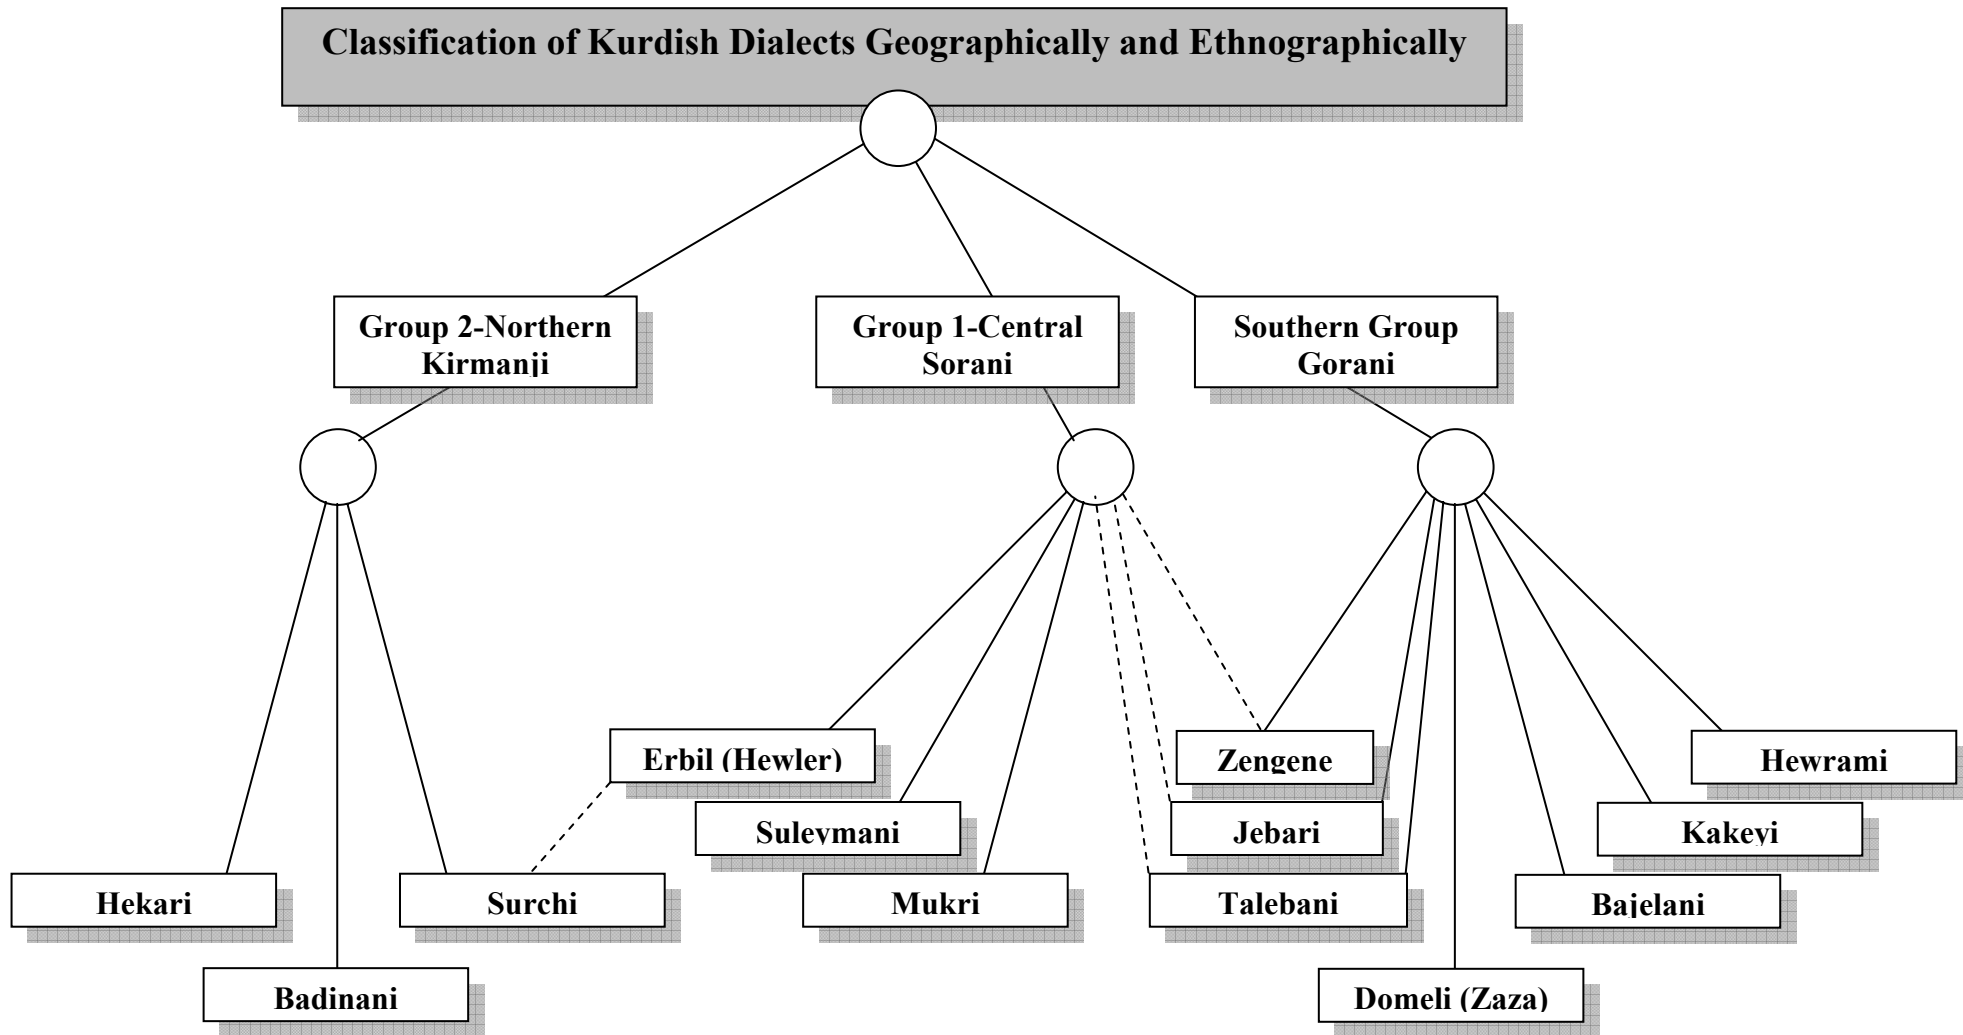 Classification of Kurdish Dialects Geographically and Ethnographically
Group 2-Northern
Kirmanji
Group 1-Central
Sorani
Southern Group
Gorani
Erbil (Hewler)
Zengene
Hewrami
Suleymani
Jebari
Kakeyi
Hekari
Surchi
Mukri
Talebani
Bajelani
Badinani
Domeli (Zaza)